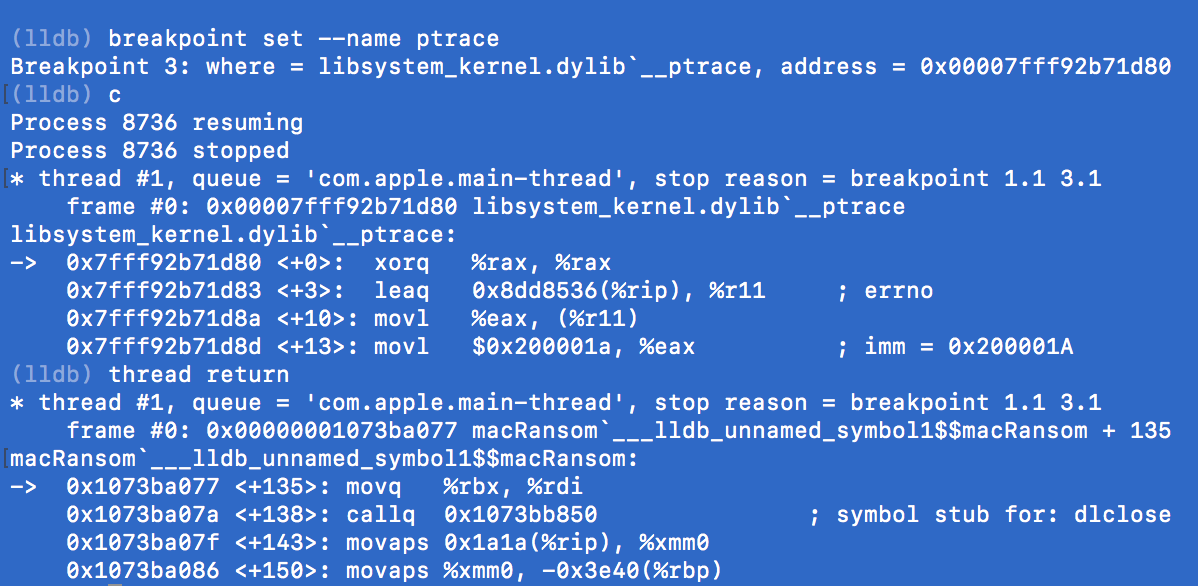 (lldb) breakpoint set --name ptrace
Breakpoint 3: where = libsystem_kernel.dylib`__ptrace, address = 0x00007fff92b71d80
[(lldb) c
Process 8736 resuming
Process 8736 stopped
[* thread #1, queue = 'com.apple.main-thread', stop reason = breakpoint 1.1 3.1
    frame #0: 0x00007fff92b71d80 libsystem_kernel.dylib`__ptrace
libsystem_kernel.dylib`__ptrace:
->  0x7fff92b71d80 <+0>:  xorq   %rax, %rax
    0x7fff92b71d83 <+3>:  leaq   0x8dd8536(%rip), %r11     ; errno
    0x7fff92b71d8a <+10>: movl   %eax, (%r11)
    0x7fff92b71d8d <+13>: movl   $0x200001a, %eax          ; imm = 0x200001A
(lldb) thread return
* thread #1, queue = 'com.apple.main-thread', stop reason = breakpoint 1.1 3.1
    frame #0: 0x00000001073ba077 macRansom`___lldb_unnamed_symbol1$$macRansom + 135
[macRansom`___lldb_unnamed_symbol1$$macRansom:
->  0x1073ba077 <+135>: movq   %rbx, %rdi
    0x1073ba07a <+138>: callq  0x1073bb850               ; symbol stub for: dlclose
    0x1073ba07f <+143>: movaps 0x1a1a(%rip), %xmm0
    0x1073ba086 <+150>: movaps %xmm0, -0x3e40(%rbp)